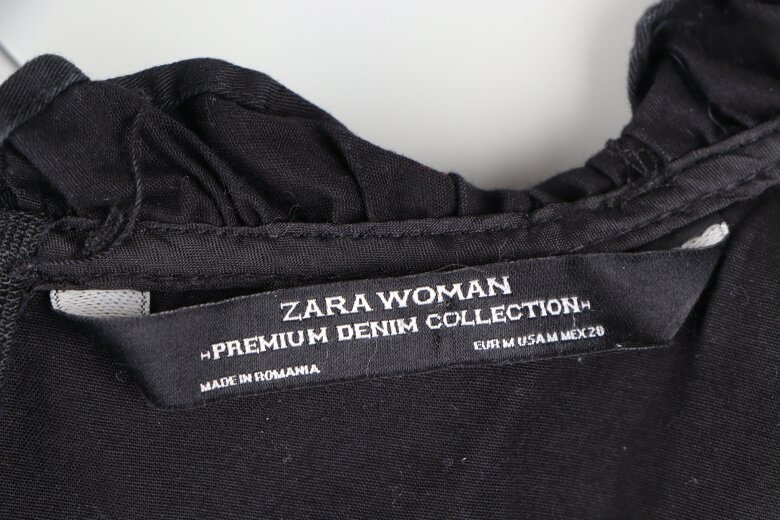 ZARA WOMAN
"PREMIUM DENIM COLLECTION"
EUR M USA M MEX 28
MADE IN ROMANIA